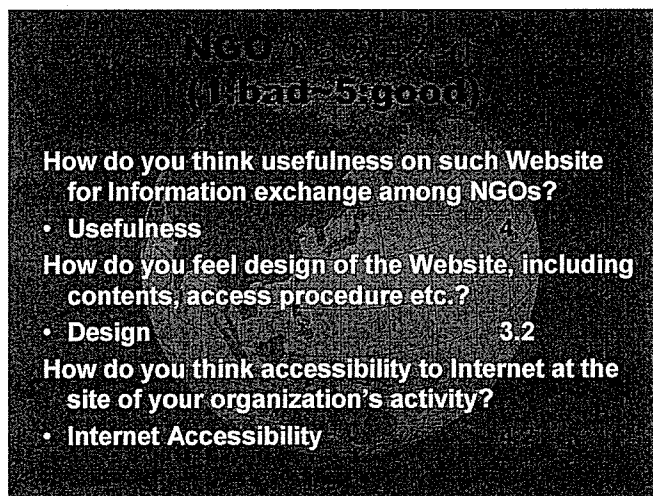 NGO
(1:bad~5:good)
How do you think usefulness on such Website
for Information exchange among NGOs?
• Usefulness 4
How do you feel design of the Website, including
contents, access procedure etc.?
• Design 3.2
How do you think accessibility to Internet at the
site of your organization's activity?
• Internet Accessibility